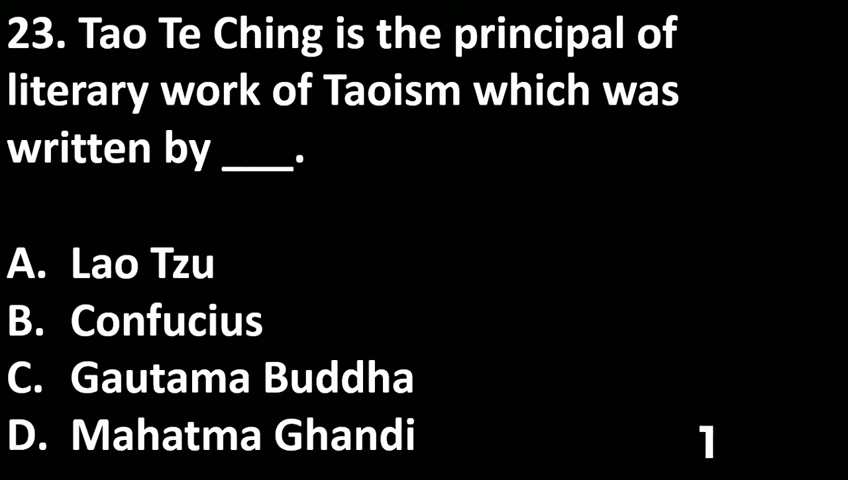 23. Tao Te Ching is the principal of
literary work of Taoism which was
written by ___.
A. Lao Tzu
B. Confucius
C. Gautama Buddha
D. Mahatma Ghandi
1